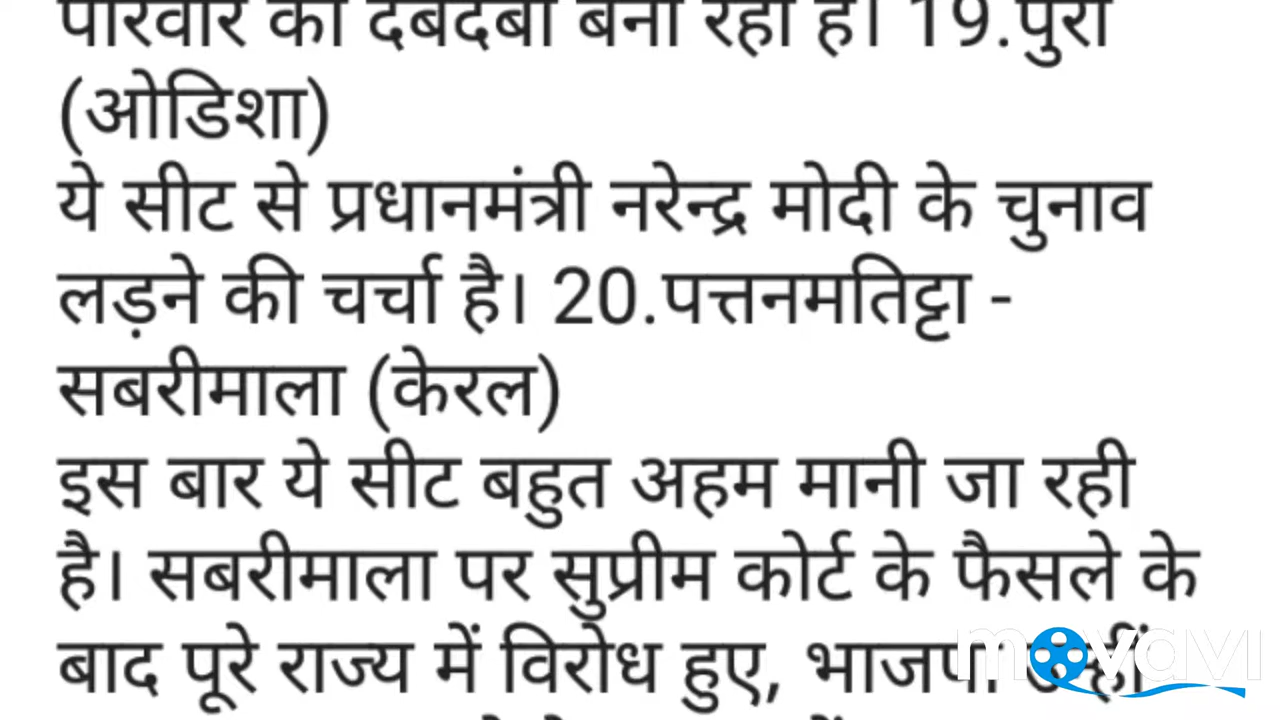 परिवार का दबदबा बना रहा है। 19.पुरी
(ओडिशा)
ये सीट से प्रधानमंत्री नरेन्द्र मोदी के चुनाव
लड़ने की चर्चा है। 20.पत्तनमतिट्टा -
सबरीमाला (केरल)
इस बार ये सीट बहुत अहम मानी जा रही
है। सबरीमाला पर सुप्रीम कोर्ट के फैसले के
बाद पूरे राज्य में विरोध हुए, भाजपा
movavi